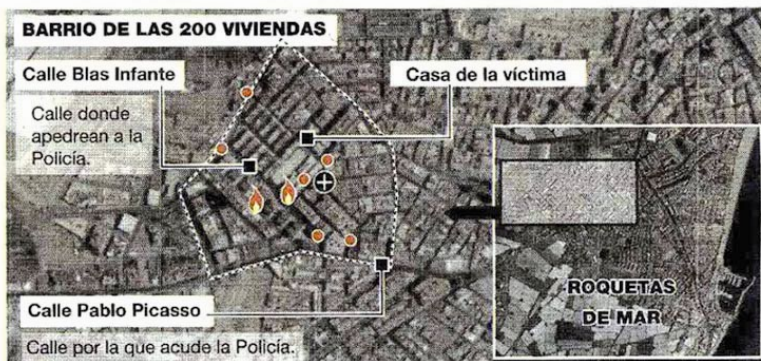 BARRIO DE LAS 200 VIVIENDAS
Calle Blas Infante
Calle donde
apedrean a la
Policía.
Casa de la víctima
ROQUETAS
DE MAR
Calle Pablo Picasso
Calle por la que acude la Policía.